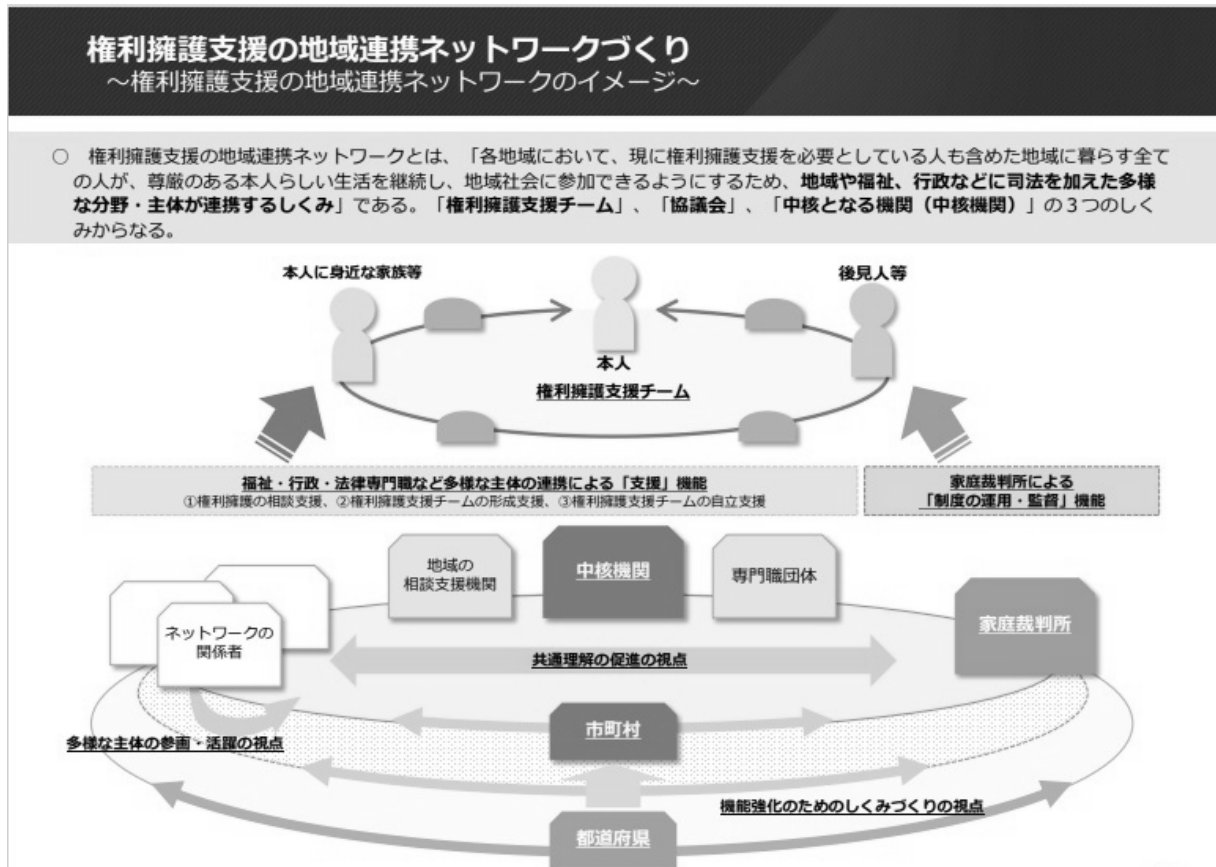 権利擁護支援の地域連携ネットワークづくり
～権利擁護支援の地域連携ネットワークのイメージ～
○　権利擁護支援の地域連携ネットワークとは、「各地域において、現に権利擁護支援を必要としている人も含めた地域に暮らす全て
の人が、尊厳のある本人らしい生活を継続し、地域社会に参加できるようにするため、地域や福祉、行政などに司法を加えた多様
な分野・主体が連携するしくみ」である。「権利擁護支援チーム」、「協議会」、「中核となる機関（中核機関）」の３つのしく
みからなる。
本人に身近な家族等
後見人等
本人
権利擁護支援チーム
福祉・行政・法律専門職など多様な主体の連携による「支援」機能
①権利擁護の相談支援、②権利擁護支援チームの形成支援、③権利擁護支援チームの自立支援
家庭裁判所による
「制度の運用・監督」機能
地域の
相談支援機関
中核機関
専門職団体
ネットワークの
関係者
家庭裁判所
共通理解の促進の視点
市町村
多様な主体の参画・活躍の視点
機能強化のためのしくみづくりの視点
都道府県